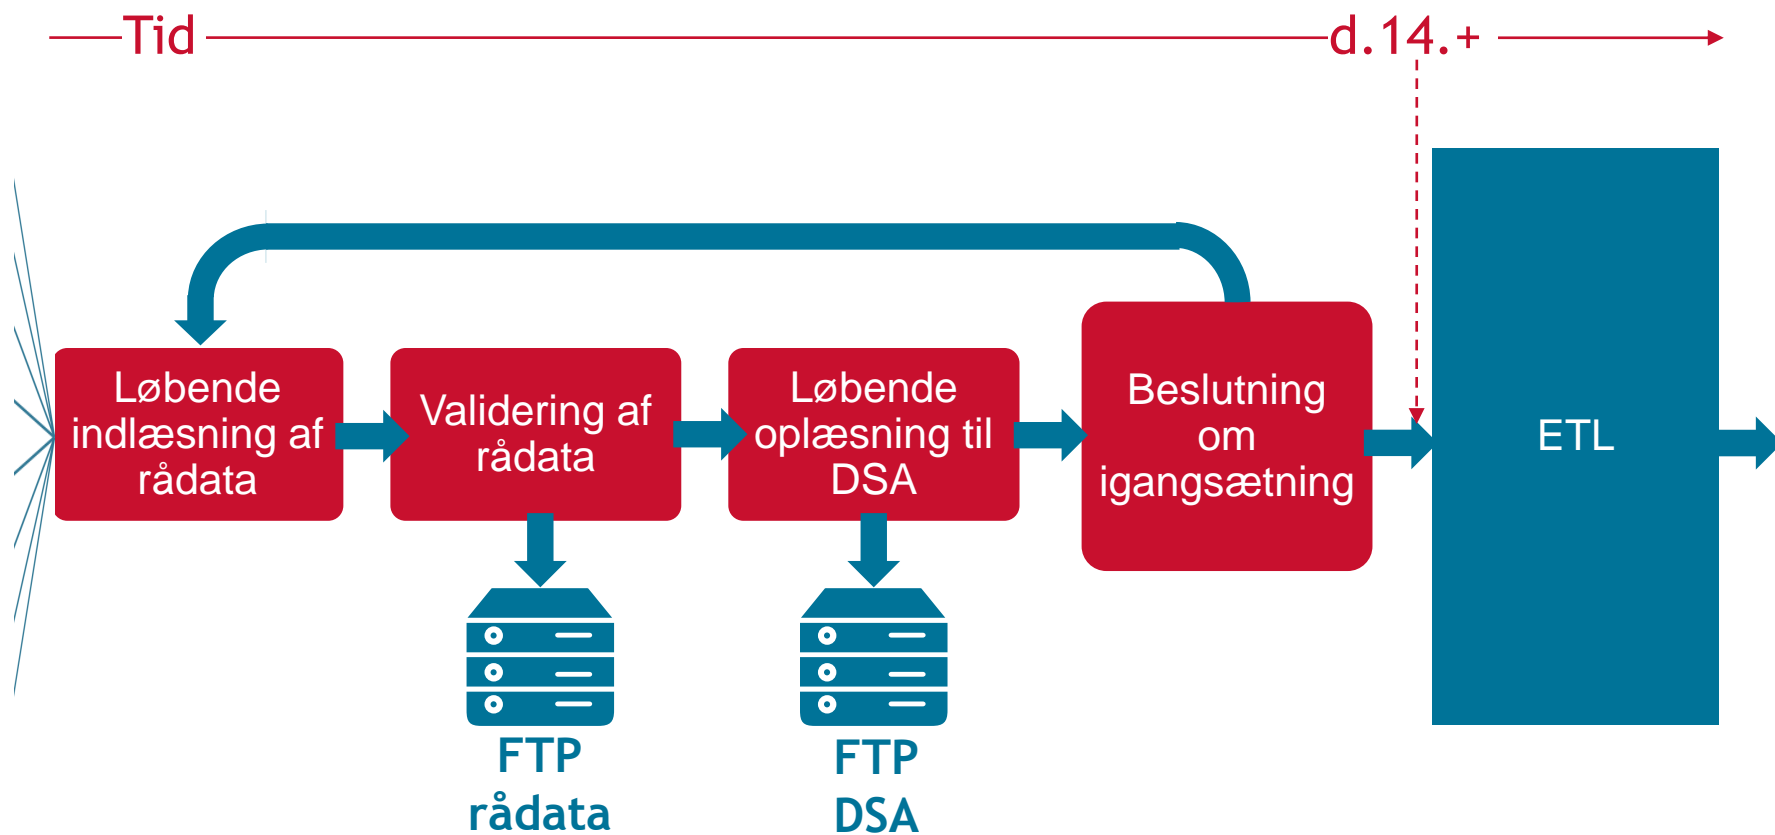 Tid
d.14.+
Løbende
indlæsning af
rådata
Validering af
rådata
Løbende
oplæsning til
DSA
Beslutning
om
igangsætning
ETL
FTP
rådata
FTP
DSA